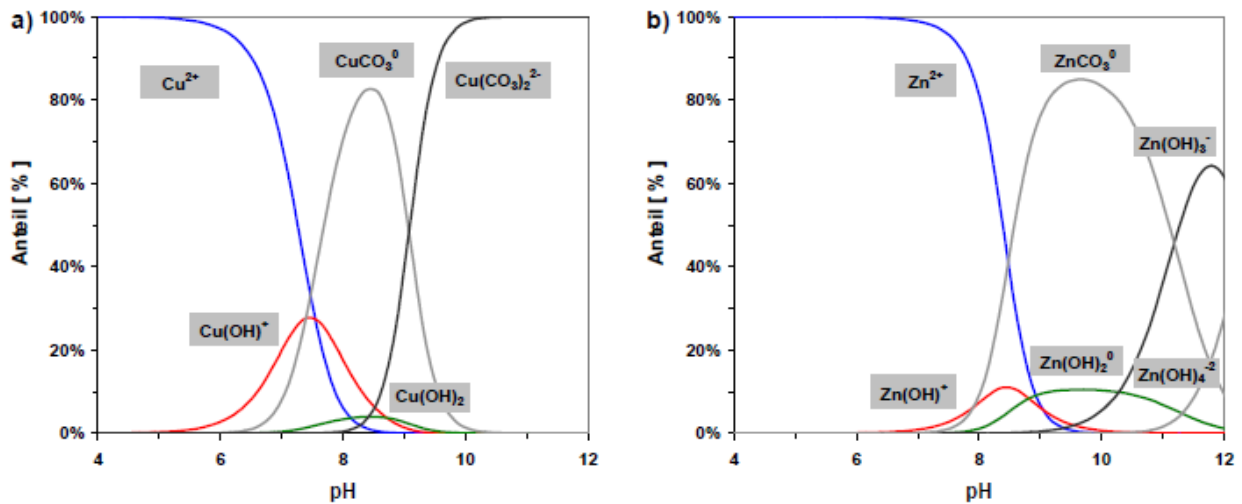 a)
100%
80%
60%
40%
20%
0%
Anteil [ % ]
4 6 8 10 12
pH
Cu²⁺
CuCO₃⁰
Cu(CO₃)₂²⁻
Cu(OH)⁺
Cu(OH)₂
b)
100%
80%
60%
40%
20%
0%
Anteil [ % ]
4 6 8 10 12
pH
Zn²⁺
ZnCO₃⁰
Zn(OH)₃⁻
Zn(OH)⁺
Zn(OH)₂⁰
Zn(OH)₄⁻²